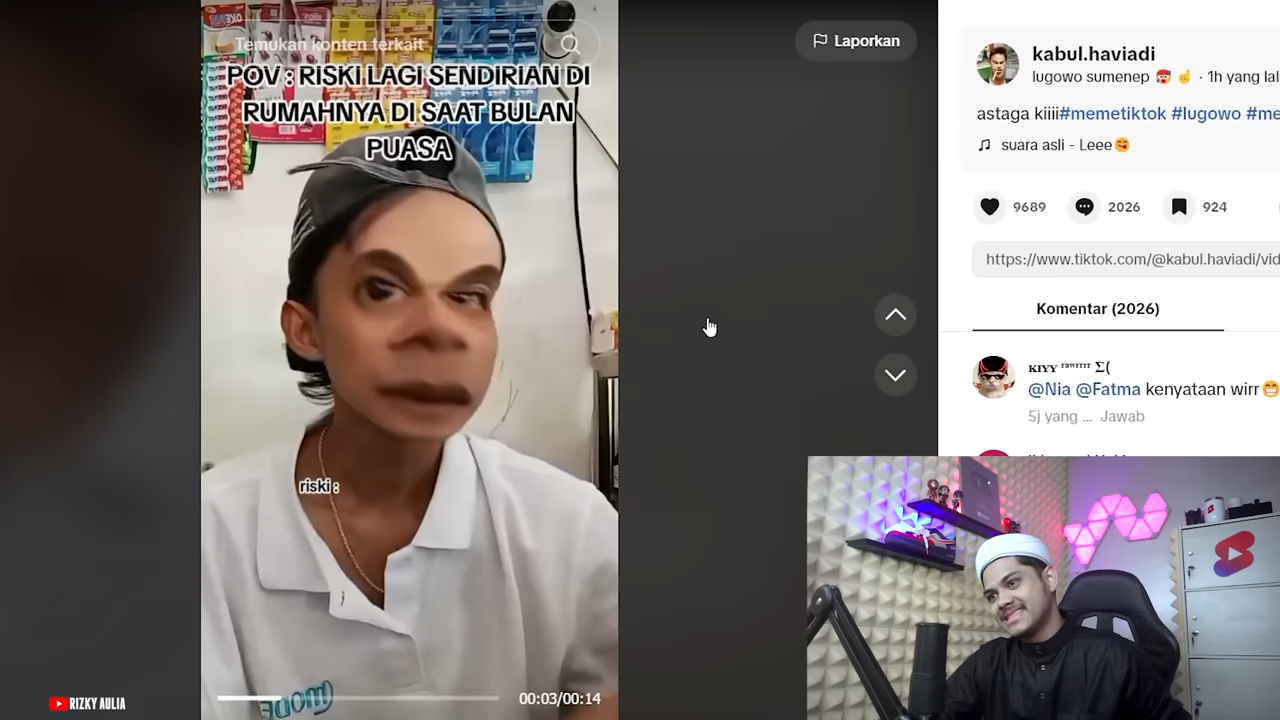 Temukan konten terkait
POV : RISKI LAGI SENDIRIAN DI
RUMAHNYA DI SAAT BULAN
PUASA
riski :
00:03/00:14
RIZKY AULIA
Laporkan
kabul.haviadi
lugowo sumenep 🎅 ☝ · 1h yang lal
astaga kiiii#memetiktok #lugowo #me
suara asli - Leee😋
9689
2026
924
https://www.tiktok.com/@kabul.haviadi/vid
Komentar (2026)
ᴋɪʏʏ ʳᵃʷʳʳʳʳ Σ(
@Nia @Fatma kenyataan wirr😁
5j yang ... Jawab